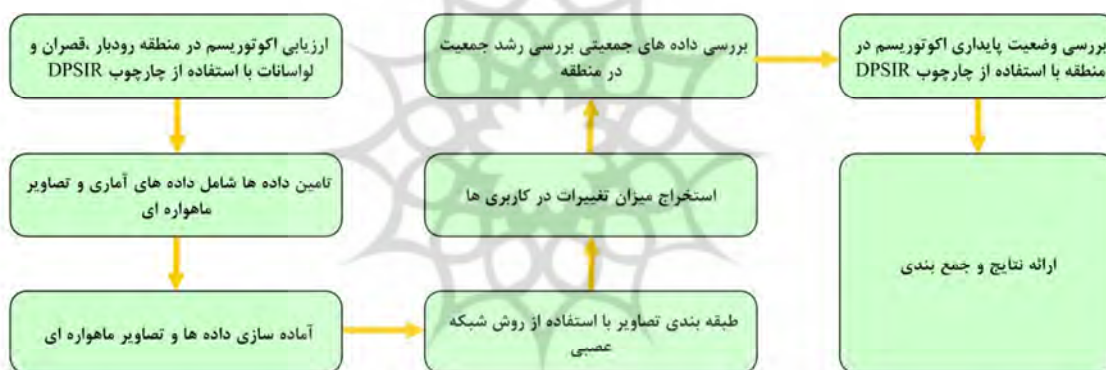 ارزیابی اکوتوریسم در منطقه رودبار ،قصران و
لواسانات با استفاده از چارچوب DPSIR
تامین داده ها شامل داده های آماری و تصاویر
ماهواره ای
آماده سازی داده ها و تصاویر ماهواره ای
طبقه بندی تصاویر با استفاده از روش شبکه
عصبی
استخراج میزان تغییرات در کاربری ها
بررسی داده های جمعیتی بررسی رشد جمعیت
در منطقه
بررسی وضعیت پایداری اکوتوریسم در
منطقه با استفاده از چارچوب DPSIR
ارائه نتایج و جمع بندی